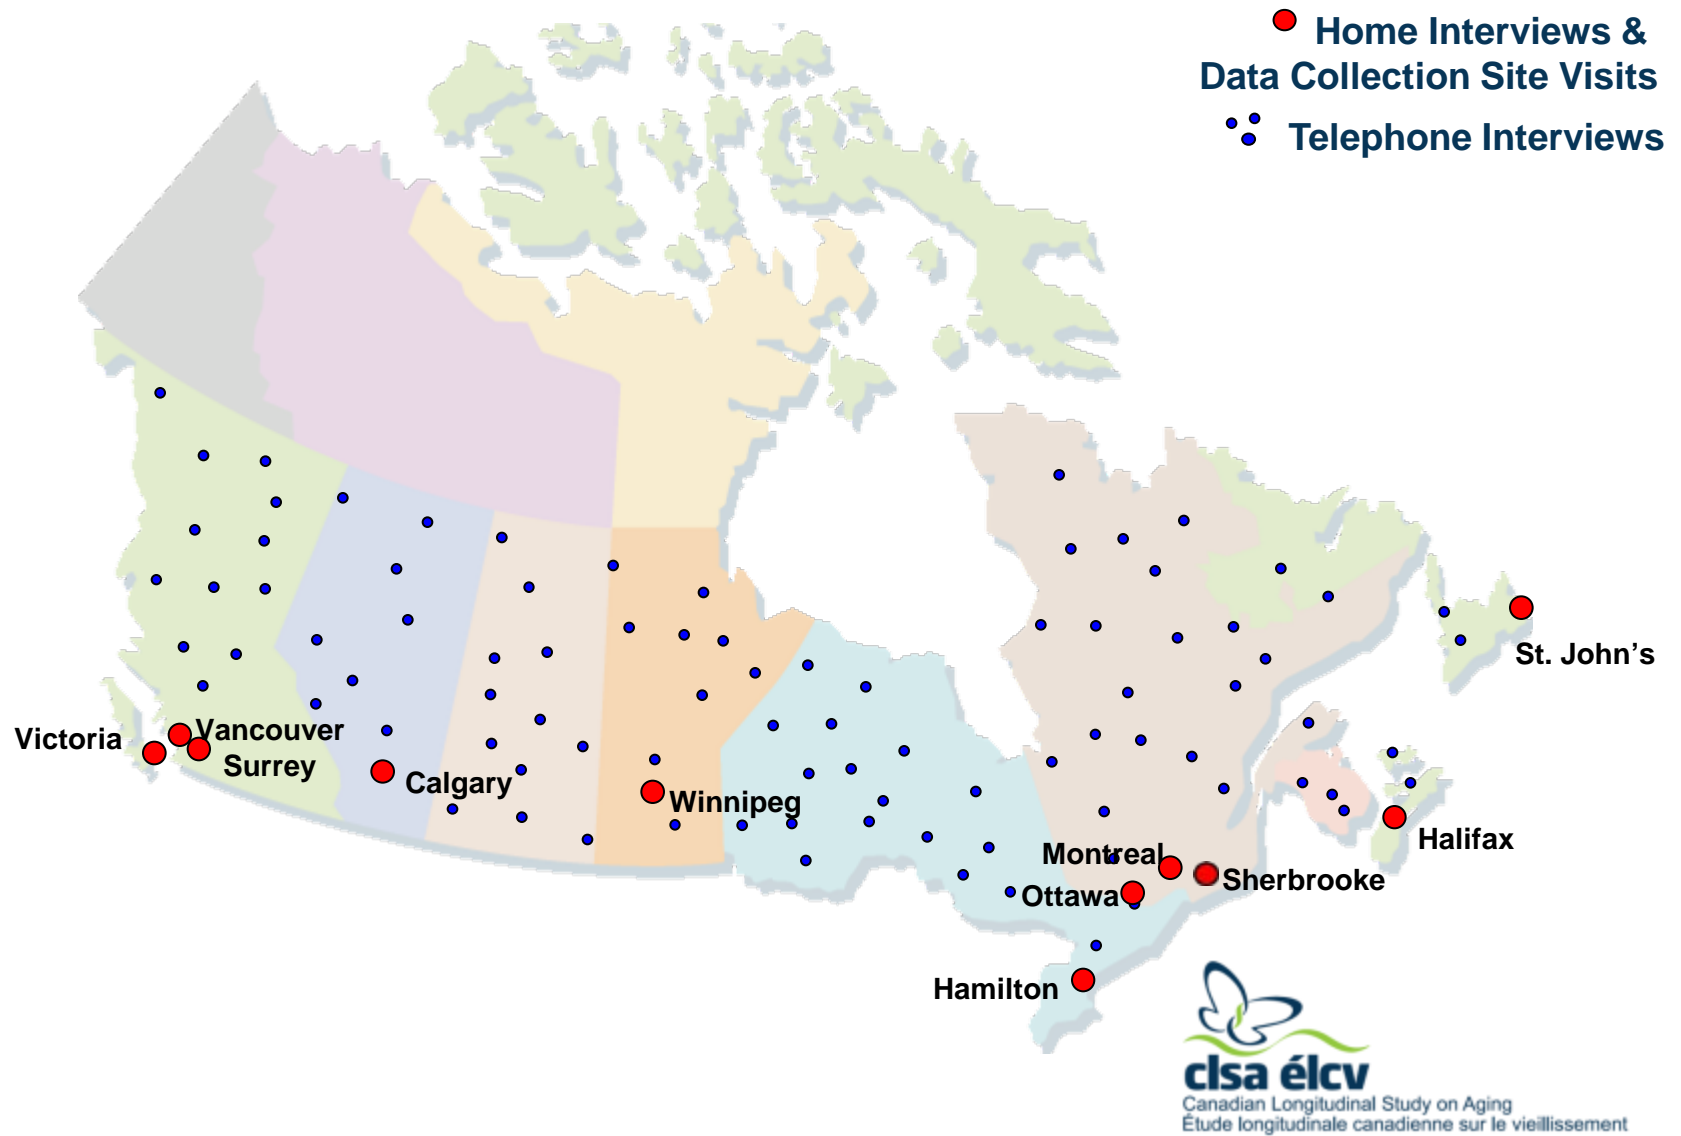 Home Interviews &
Data Collection Site Visits
Telephone Interviews
St. John’s
Victoria
Vancouver
Surrey
Calgary
Winnipeg
Halifax
Montreal
Sherbrooke
Ottawa
Hamilton
clsa élcv
Canadian Longitudinal Study on Aging
Étude longitudinale canadienne sur le vieillissement